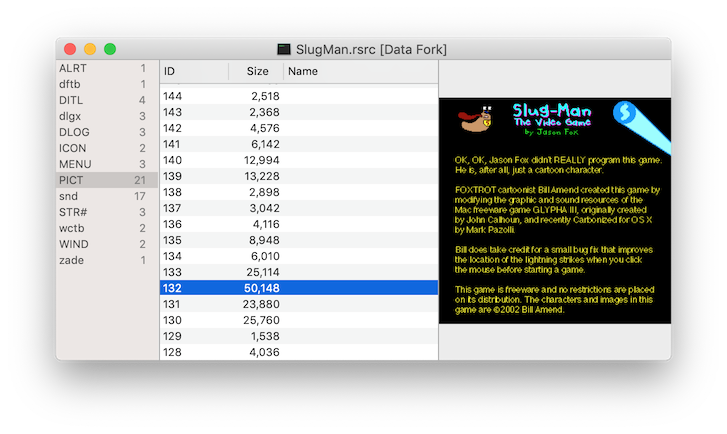 SlugMan.rsrc [Data Fork]
ALRT 1
dftb 2
DITL 4
dlgx 3
DLOG 3
ICON 2
MENU 3
PICT 21
snd 17
STR# 3
wctb 2
WIND 2
zade 1
ID Size Name
144 2,518
143 2,368
142 4,576
141 6,142
140 12,994
139 13,228
138 2,898
137 3,042
136 4,116
135 8,948
134 6,010
133 25,114
132 50,148
131 23,880
130 25,760
129 1,538
128 4,036
Slug-Man
The Video Game
by Jason Fox
S
OK, OK, Jason Fox didn't REALLY program this game.
He is, after all, just a cartoon character.
FOXTROT cartoonist Bill Amend created this game by
modifying the graphic and sound resources of the
Mac freeware game GLYPHA III, originally created
by John Calhoun, and recently Carbonized for OS X
by Mark Pazolli.
Bill does take credit for a small bug fix that improves
the location of the lightning strikes when you click
the mouse before starting a game.
This game is freeware and no restrictions are placed
on its distribution. The characters and images in this
game are ©2002 Bill Amend.